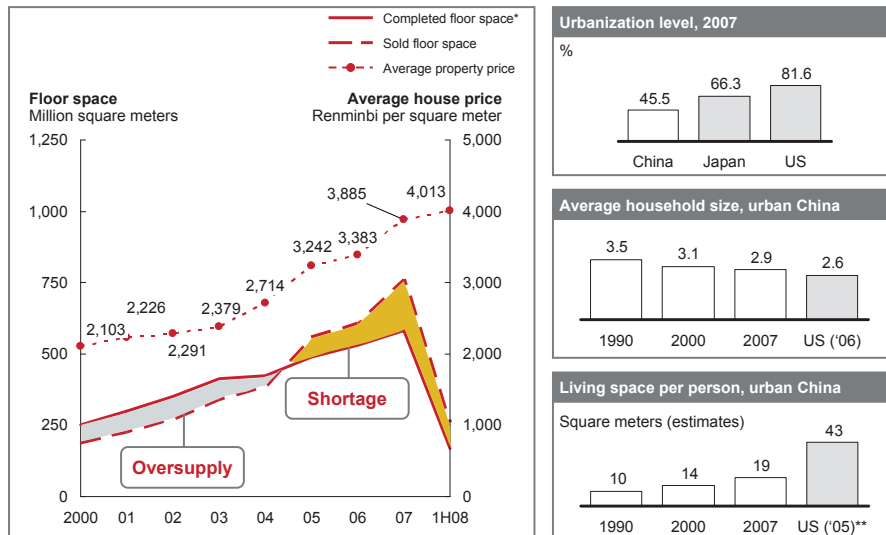 Completed floor space*
Sold floor space
Average property price
Floor space
Million square meters
Average house price
Renminbi per square meter
1,250
1,000
750
500
250
0
5,000
4,000
3,000
2,000
1,000
0
2,103
2,226
2,291
2,379
2,714
3,242
3,383
3,885
4,013
Oversupply
Shortage
2000 01 02 03 04 05 06 07 1H08
Urbanization level, 2007
%
45.5 66.3 81.6
China Japan US
Average household size, urban China
3.5 3.1 2.9 2.6
1990 2000 2007 US (‘06)
Living space per person, urban China
Square meters (estimates)
10 14 19 43
1990 2000 2007 US (‘05)**